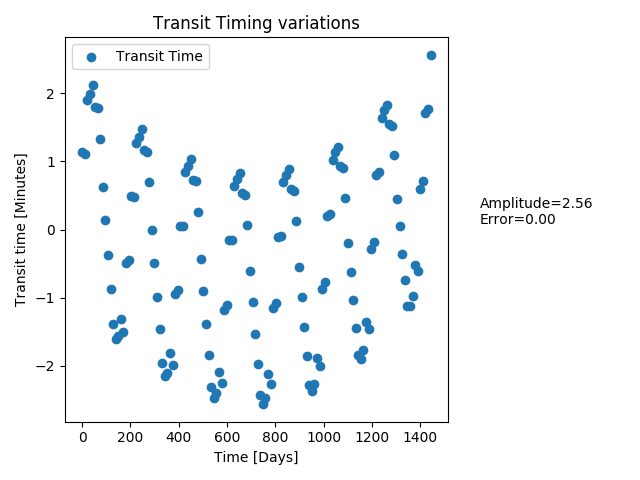 Transit Timing variations
Transit Time
Transit time [Minutes]
2
1
0
−1
−2
0 200 400 600 800 1000 1200 1400
Time [Days]
Amplitude=2.56
Error=0.00